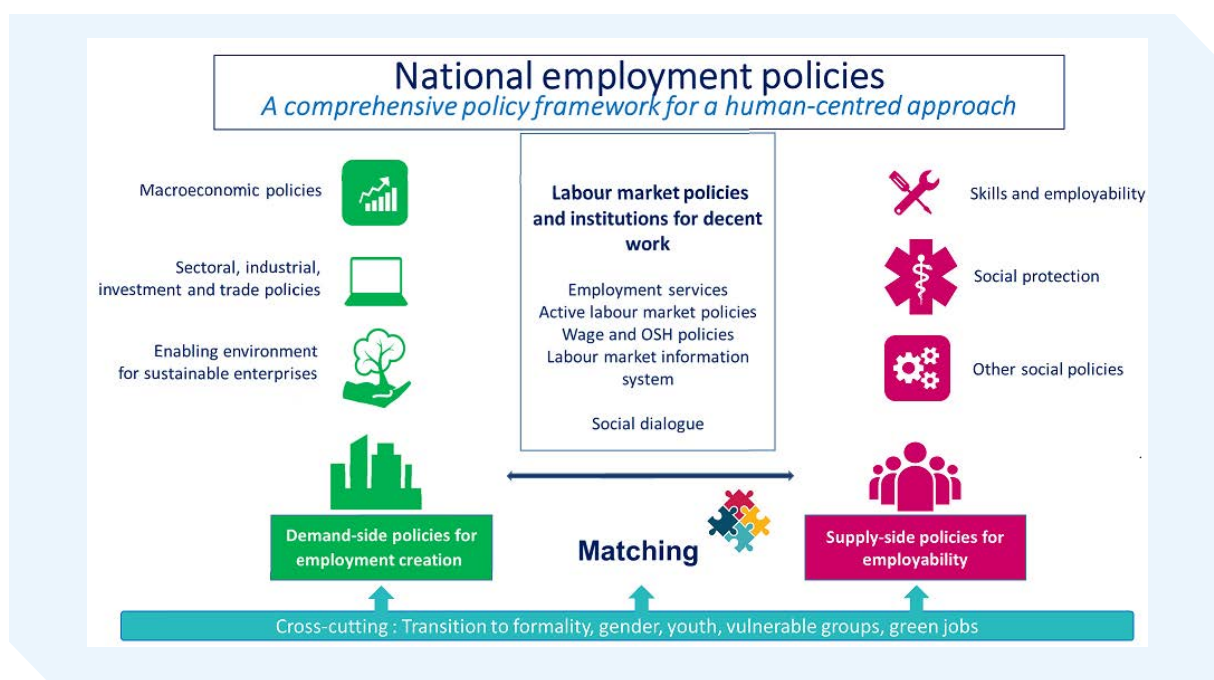 National employment policies
A comprehensive policy framework for a human-centred approach
Macroeconomic policies
Sectoral, industrial,
investment and trade policies
Enabling environment
for sustainable enterprises
Demand-side policies for
employment creation
Labour market policies
and institutions for decent
work
Employment services
Active labour market policies
Wage and OSH policies
Labour market information
system
Social dialogue
Matching
Skills and employability
Social protection
Other social policies
Supply-side policies for
employability
Cross-cutting : Transition to formality, gender, youth, vulnerable groups, green jobs